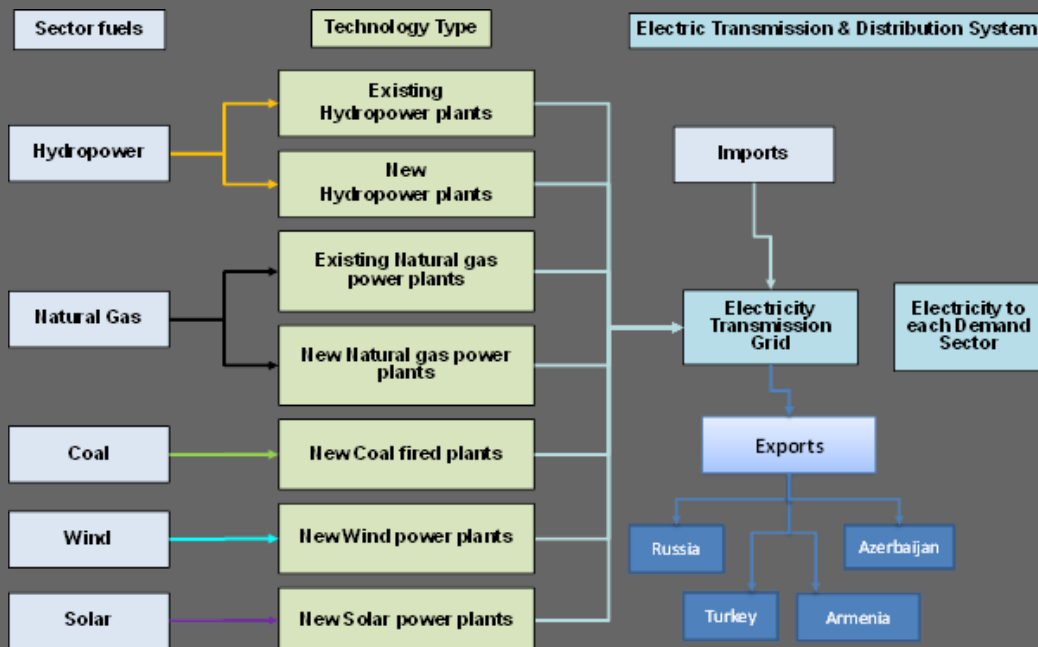 Sector fuels
Technology Type
Electric Transmission & Distribution System
Hydropower
Existing
Hydropower plants
New
Hydropower plants
Natural Gas
Existing Natural gas
power plants
New Natural gas power
plants
Coal
New Coal fired plants
Wind
New Wind power plants
Solar
New Solar power plants
Imports
Electricity
Transmission
Grid
Electricity to
each Demand
Sector
Exports
Russia
Azerbaijan
Turkey
Armenia